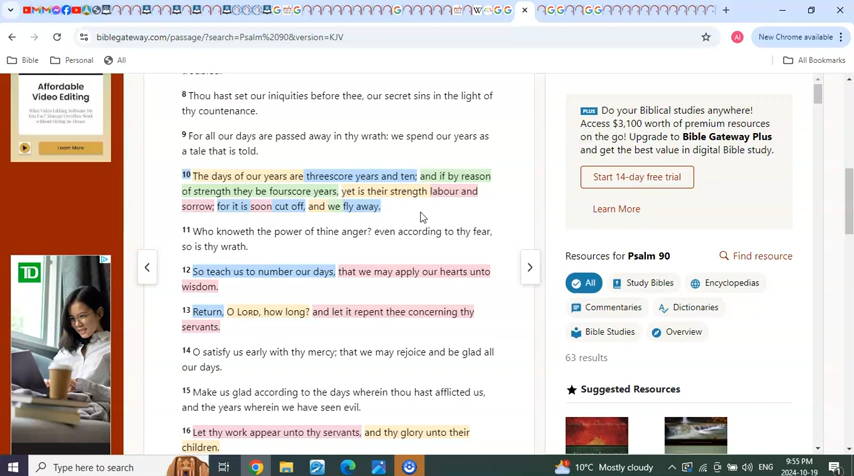 biblegateway.com/passage/?search=Psalm%2090&version=KJV
New Chrome available
Bible
Personal
All
All Bookmarks
Affordable
Video Editing
Learn More
TD
8 Thou hast set our iniquities before thee, our secret sins in the light of
thy countenance.
9 For all our days are passed away in thy wrath: we spend our years as
a tale that is told.
10 The days of our years are threescore years and ten; and if by reason
of strength they be fourscore years, yet is their strength labour and
sorrow; for it is soon cut off, and we fly away.
11 Who knoweth the power of thine anger? even according to thy fear,
so is thy wrath.
12 So teach us to number our days, that we may apply our hearts unto
wisdom.
13 Return, O LORD, how long? and let it repent thee concerning thy
servants.
14 O satisfy us early with thy mercy; that we may rejoice and be glad all
our days.
15 Make us glad according to the days wherein thou hast afflicted us,
and the years wherein we have seen evil.
16 Let thy work appear unto thy servants, and thy glory unto their
children.
PLUS Do your Biblical studies anywhere!
Access $3,100 worth of premium resources
on the go! Upgrade to Bible Gateway Plus
and get the best value in digital Bible study.
Start 14-day free trial
Learn More
Resources for Psalm 90
Find resource
All
Study Bibles
Encyclopedias
Commentaries
Dictionaries
Bible Studies
Overview
63 results
Suggested Resources
Type here to search
10°C Mostly cloudy
ENG
9:55 PM
2024-10-19